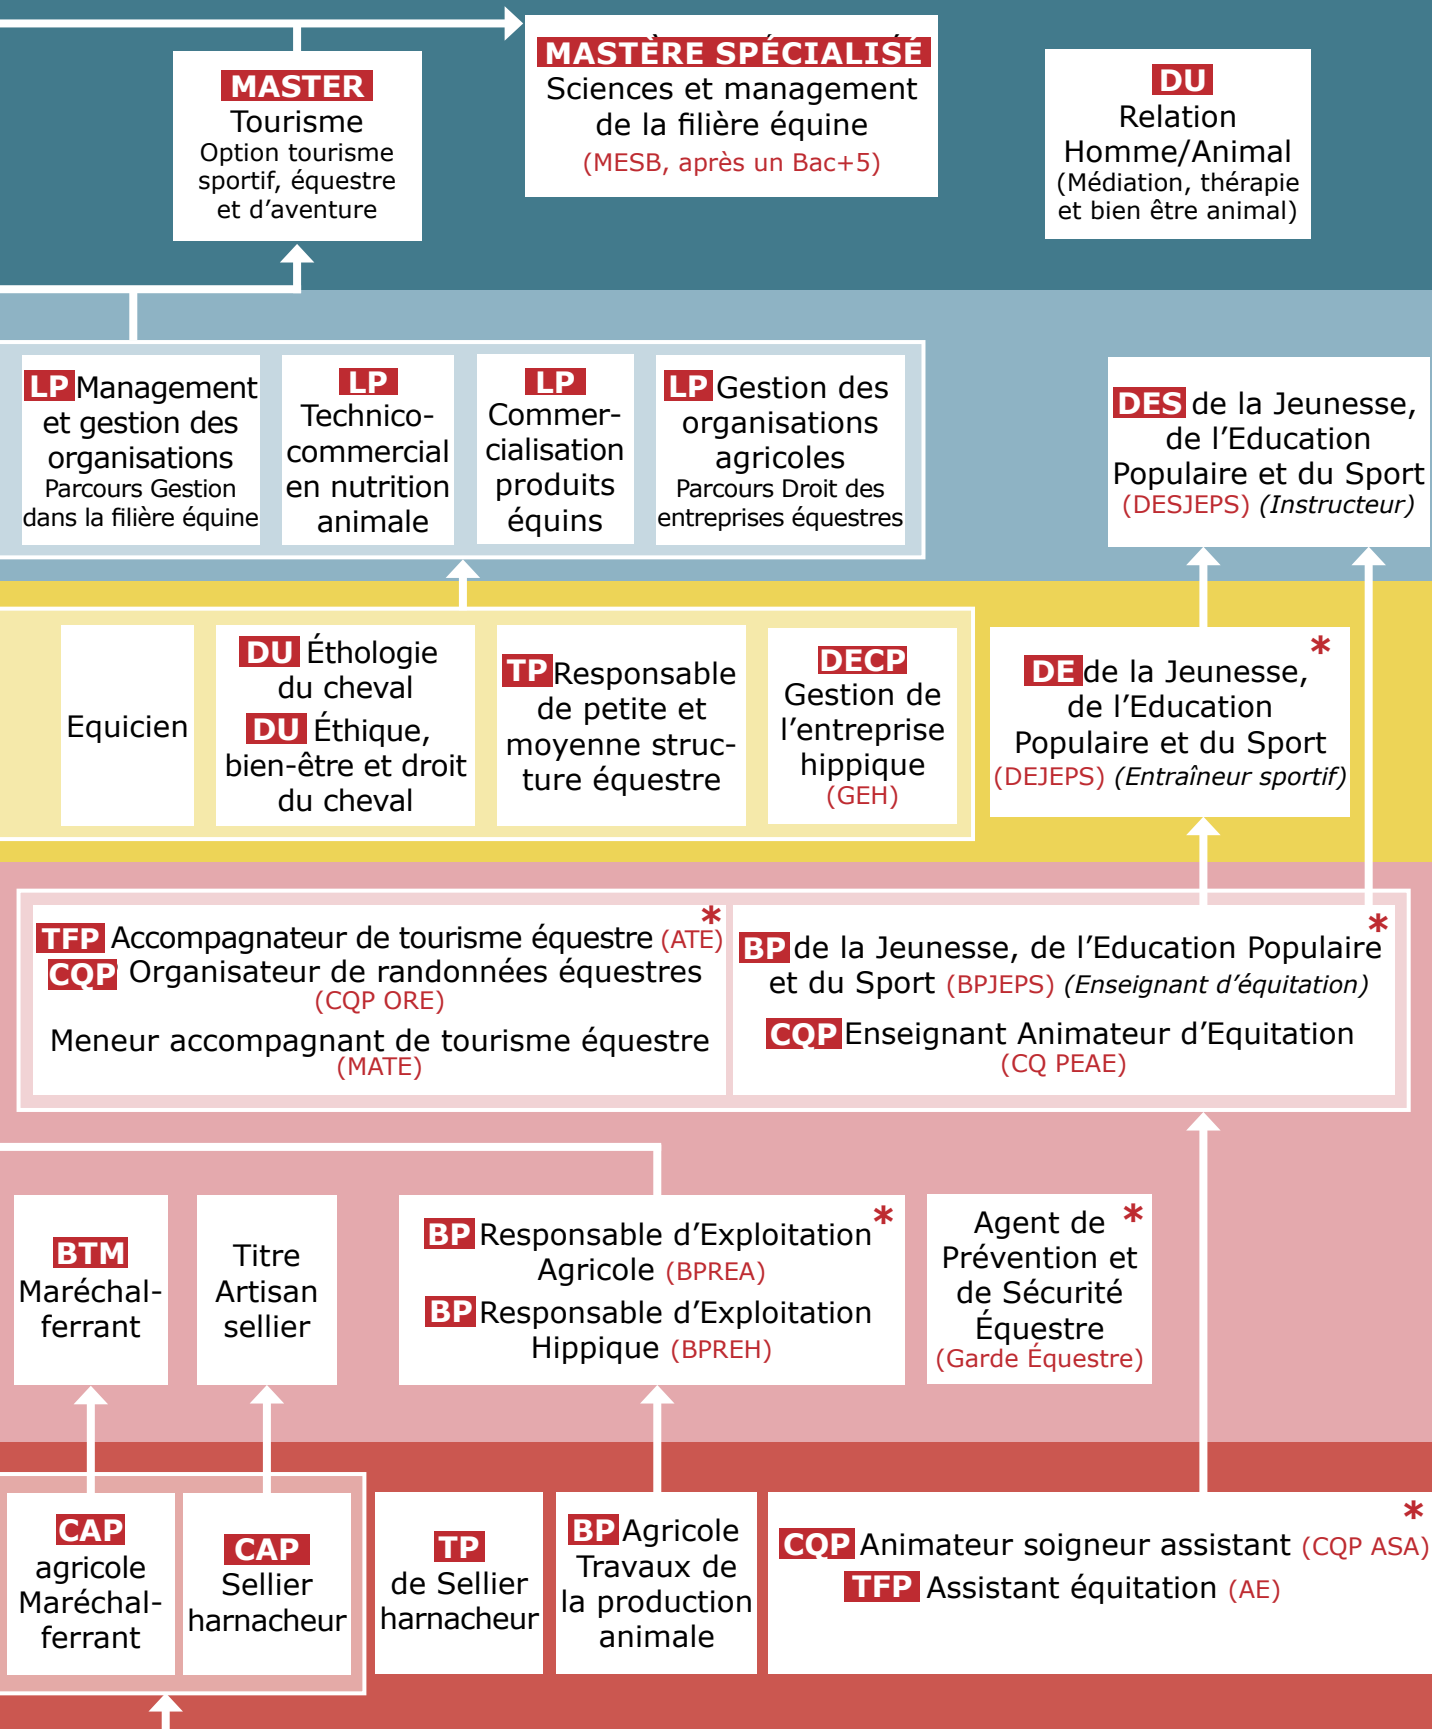 MASTER
Tourisme
Option tourisme
sportif, équestre
et d’aventure
MASTÈRE SPÉCIALISÉ
Sciences et management
de la filière équine
(MESB, après un Bac+5)
DU
Relation
Homme/Animal
(Médiation, thérapie
et bien être animal)
LP Management
et gestion des
organisations
Parcours Gestion
dans la filière équine
LP
Technico-
commercial
en nutrition
animale
LP
Commer-
cialisation
produits
équins
LP Gestion des
organisations
agricoles
Parcours Droit des
entreprises équestres
DES de la Jeunesse,
de l’Education
Populaire et du Sport
(DESJEPS) (Instructeur)
Equicien
DU Éthologie
du cheval
DU Éthique,
bien-être et droit
du cheval
TP Responsable
de petite et
moyenne struc-
ture équestre
DECP
Gestion de
l’entreprise
hippique
(GEH)
*
DE de la Jeunesse,
de l’Education
Populaire et du Sport
(DEJEPS) (Entraîneur sportif)
*
TFP Accompagnateur de tourisme équestre (ATE)
CQP Organisateur de randonnées équestres
(CQP ORE)
Meneur accompagnant de tourisme équestre
(MATE)
*
BP de la Jeunesse, de l’Education Populaire
et du Sport (BPJEPS) (Enseignant d’équitation)
CQP Enseignant Animateur d’Equitation
(CQ PEAE)
BTM
Maréchal-
ferrant
Titre
Artisan
sellier
*
BP Responsable d’Exploitation
Agricole (BPREA)
BP Responsable d’Exploitation
Hippique (BPREH)
Agent de *
Prévention et
de Sécurité
Équestre
(Garde Équestre)
CAP
agricole
Maréchal-
ferrant
CAP
Sellier
harnacheur
TP
de Sellier
harnacheur
BP Agricole
Travaux de
la production
animale
*
CQP Animateur soigneur assistant (CQP ASA)
TFP Assistant équitation (AE)